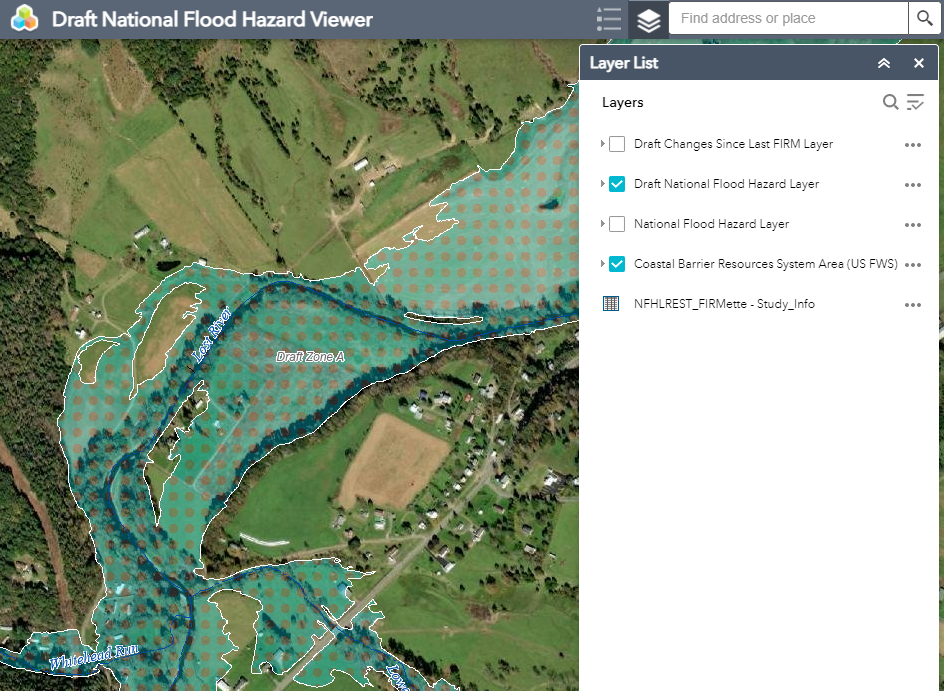 Draft National Flood Hazard Viewer
Find address or place
Layer List
Layers
Draft Changes Since Last FIRM Layer
Draft National Flood Hazard Layer
National Flood Hazard Layer
Coastal Barrier Resources System Area (US FWS)
NFHLREST_FIRMette - Study_Info
Lost River
Draft Zone A
Whitehead Run